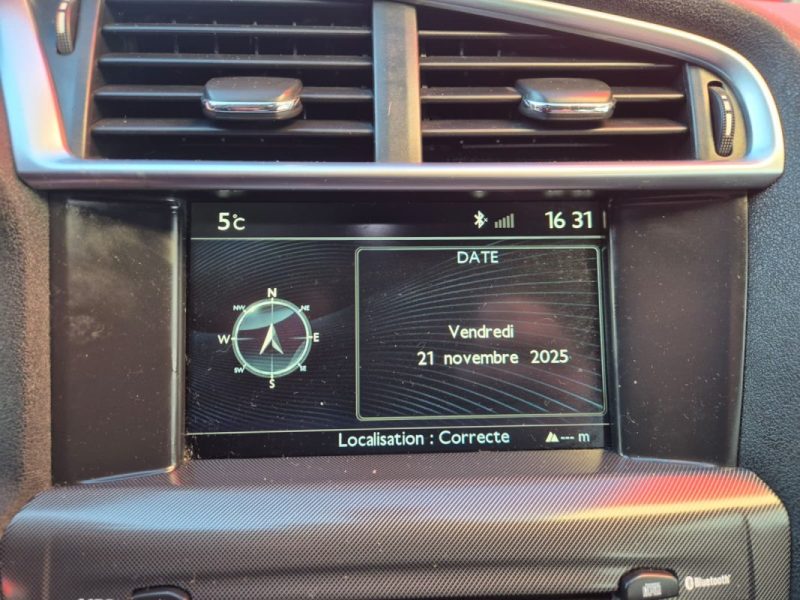 5°C 16 31
DATE
N
NW NE
W E
SW SE
S
Vendredi
21 novembre 2025
Localisation : Correcte ---- m
Bluetooth